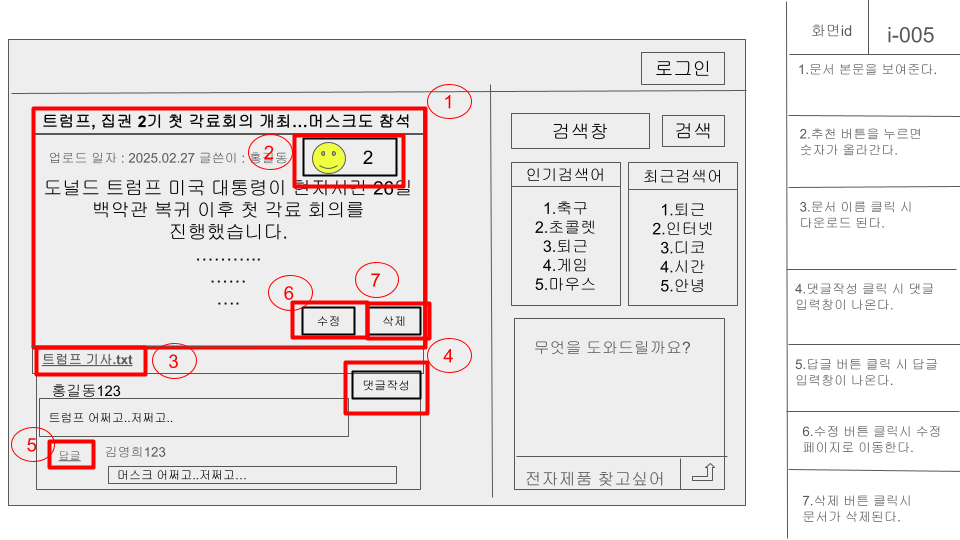 화면id
i-005
로그인
1
트럼프, 집권 2기 첫 각료회의 개최...머스크도 참석
업로드 일자 : 2025.02.27 글쓴이 : 홍길동
2
2
도널드 트럼프 미국 대통령이 현지시간 26일
백악관 복귀 이후 첫 각료 회의를
진행했습니다.
...........
......
....
6
7
수정
삭제
트럼프 기사.txt
3
4
홍길동123
댓글작성
트럼프 어쩌고..저쩌고..
5
답글
김영희123
머스크 어쩌고..저쩌고...
검색창
검색
인기검색어
1.축구
2.초콜렛
3.퇴근
4.게임
5.마우스
최근검색어
1.퇴근
2.인터넷
3.디코
4.시간
5.안녕
무엇을 도와드릴까요?
전자제품 찾고싶어
1.문서 본문을 보여준다.
2.추천 버튼을 누르면
숫자가 올라간다.
3.문서 이름 클릭 시
다운로드 된다.
4.댓글작성 클릭 시 댓글
입력창이 나온다.
5.답글 버튼 클릭 시 답글
입력창이 나온다.
6.수정 버튼 클릭시 수정
페이지로 이동한다.
7.삭제 버튼 클릭시
문서가 삭제된다.